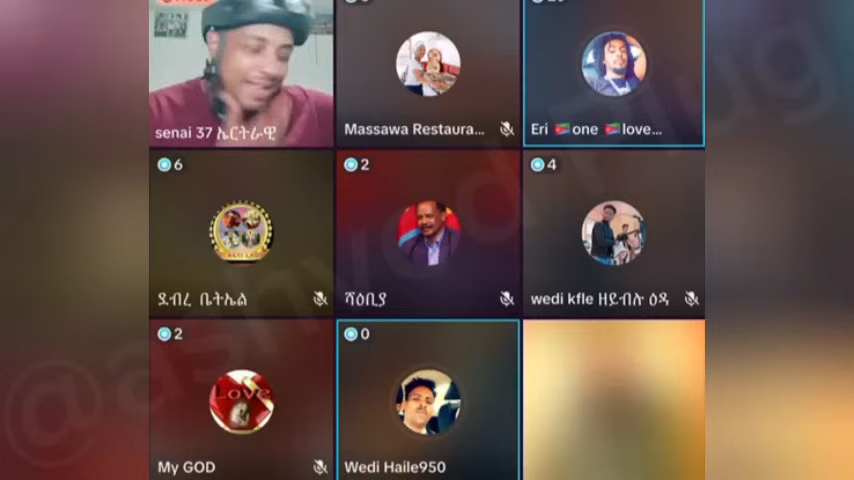 senai 37 ኤርትራዊ
Massawa Restaura...
Eri 🇪🇷one 🇪🇷love...
6
2
4
ደብረ ቤትኤል
ሻዕቢያ
wedi kfle ዘይብሉ ዕዳ
2
0
Love
My GOD
Wedi Haile950